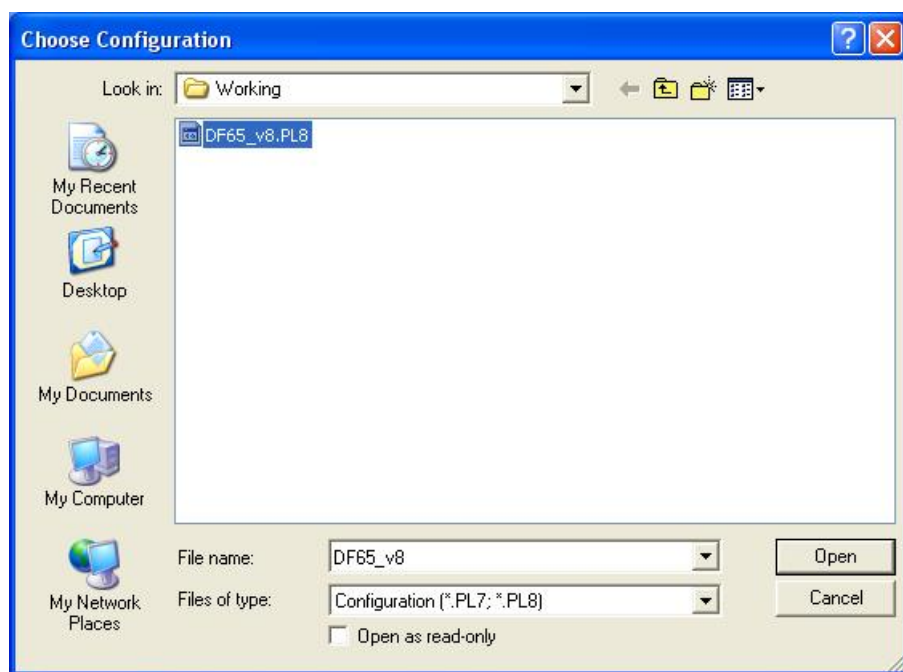 Choose Configuration
Look in:
Working
DF65_v8.PL8
My Recent
Documents
Desktop
My Documents
My Computer
My Network
Places
File name:
DF65_v8
Open
Files of type:
Configuration (*.PL7; *.PL8)
Cancel
Open as read-only